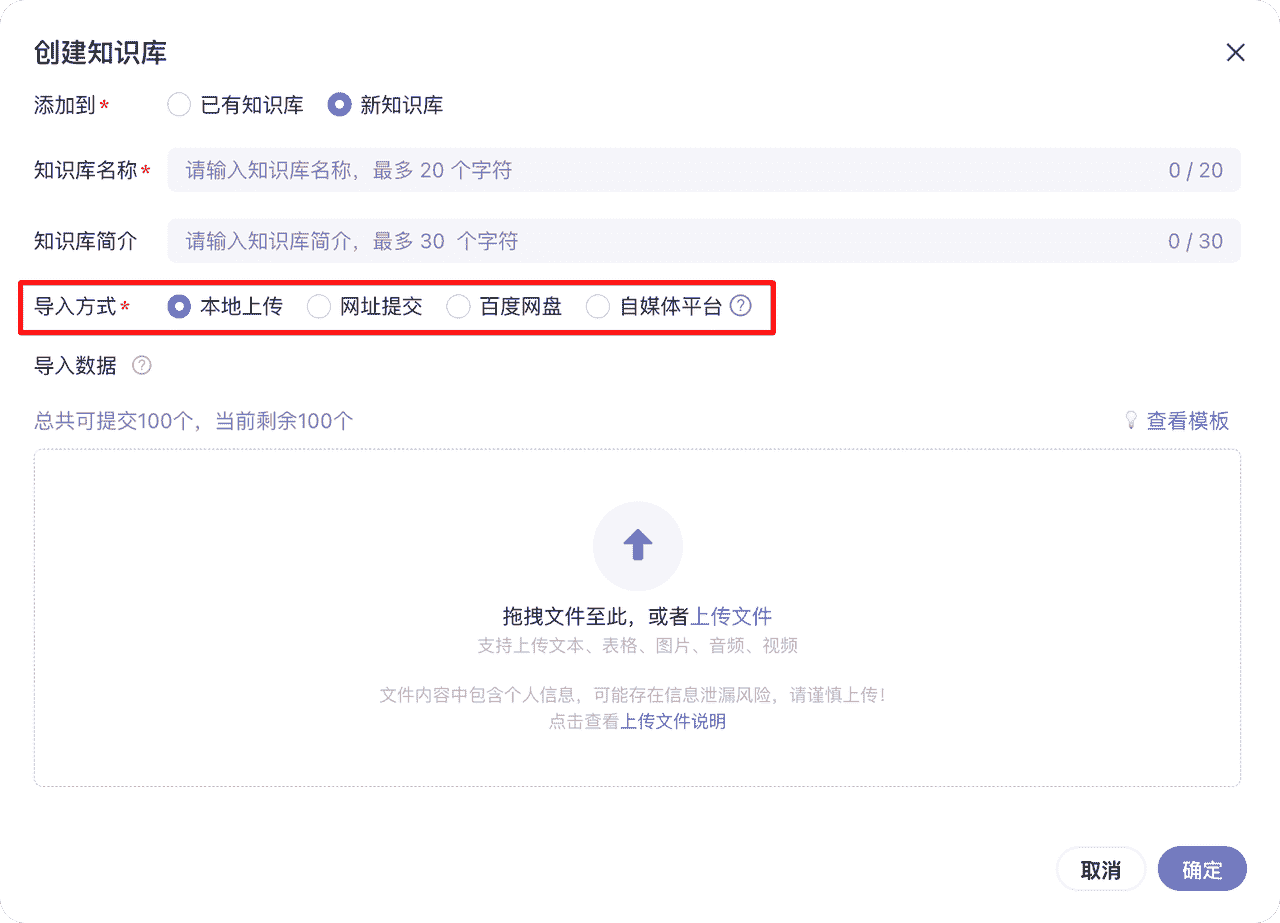 创建知识库
添加到* 已有知识库 新知识库
知识库名称* 请输入知识库名称，最多 20 个字符 0 / 20
知识库简介 请输入知识库简介，最多 30 个字符 0 / 30
导入方式* 本地上传 网址提交 百度网盘 自媒体平台 ?
导入数据 ?
总共可提交100个，当前剩余100个 查看模板
拖拽文件至此，或者上传文件
支持上传文本、表格、图片、音频、视频
文件内容中包含个人信息，可能存在信息泄漏风险，请谨慎上传！
点击查看上传文件说明
取消 确定